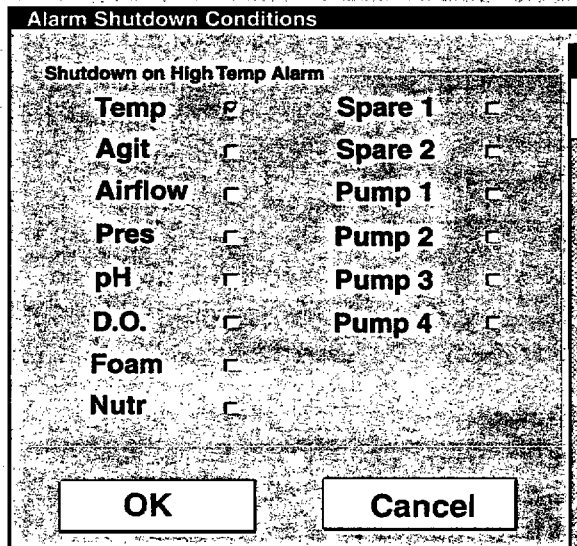 Alarm Shutdown Conditions
Shutdown on High Temp Alarm
Temp Spare 1
Agit Spare 2
Airflow Pump 1
Pres Pump 2
pH Pump 3
D.O. Pump 4
Foam
Nutr
OK Cancel